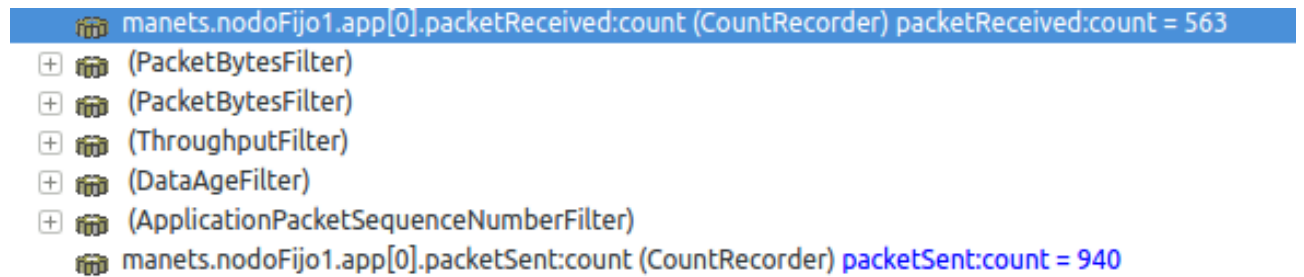 manets.nodoFijo1.app[0].packetReceived:count (CountRecorder) packetReceived:count = 563
(PacketBytesFilter)
(PacketBytesFilter)
(ThroughputFilter)
(DataAgeFilter)
(ApplicationPacketSequenceNumberFilter)
manets.nodoFijo1.app[0].packetSent:count (CountRecorder) packetSent:count = 940